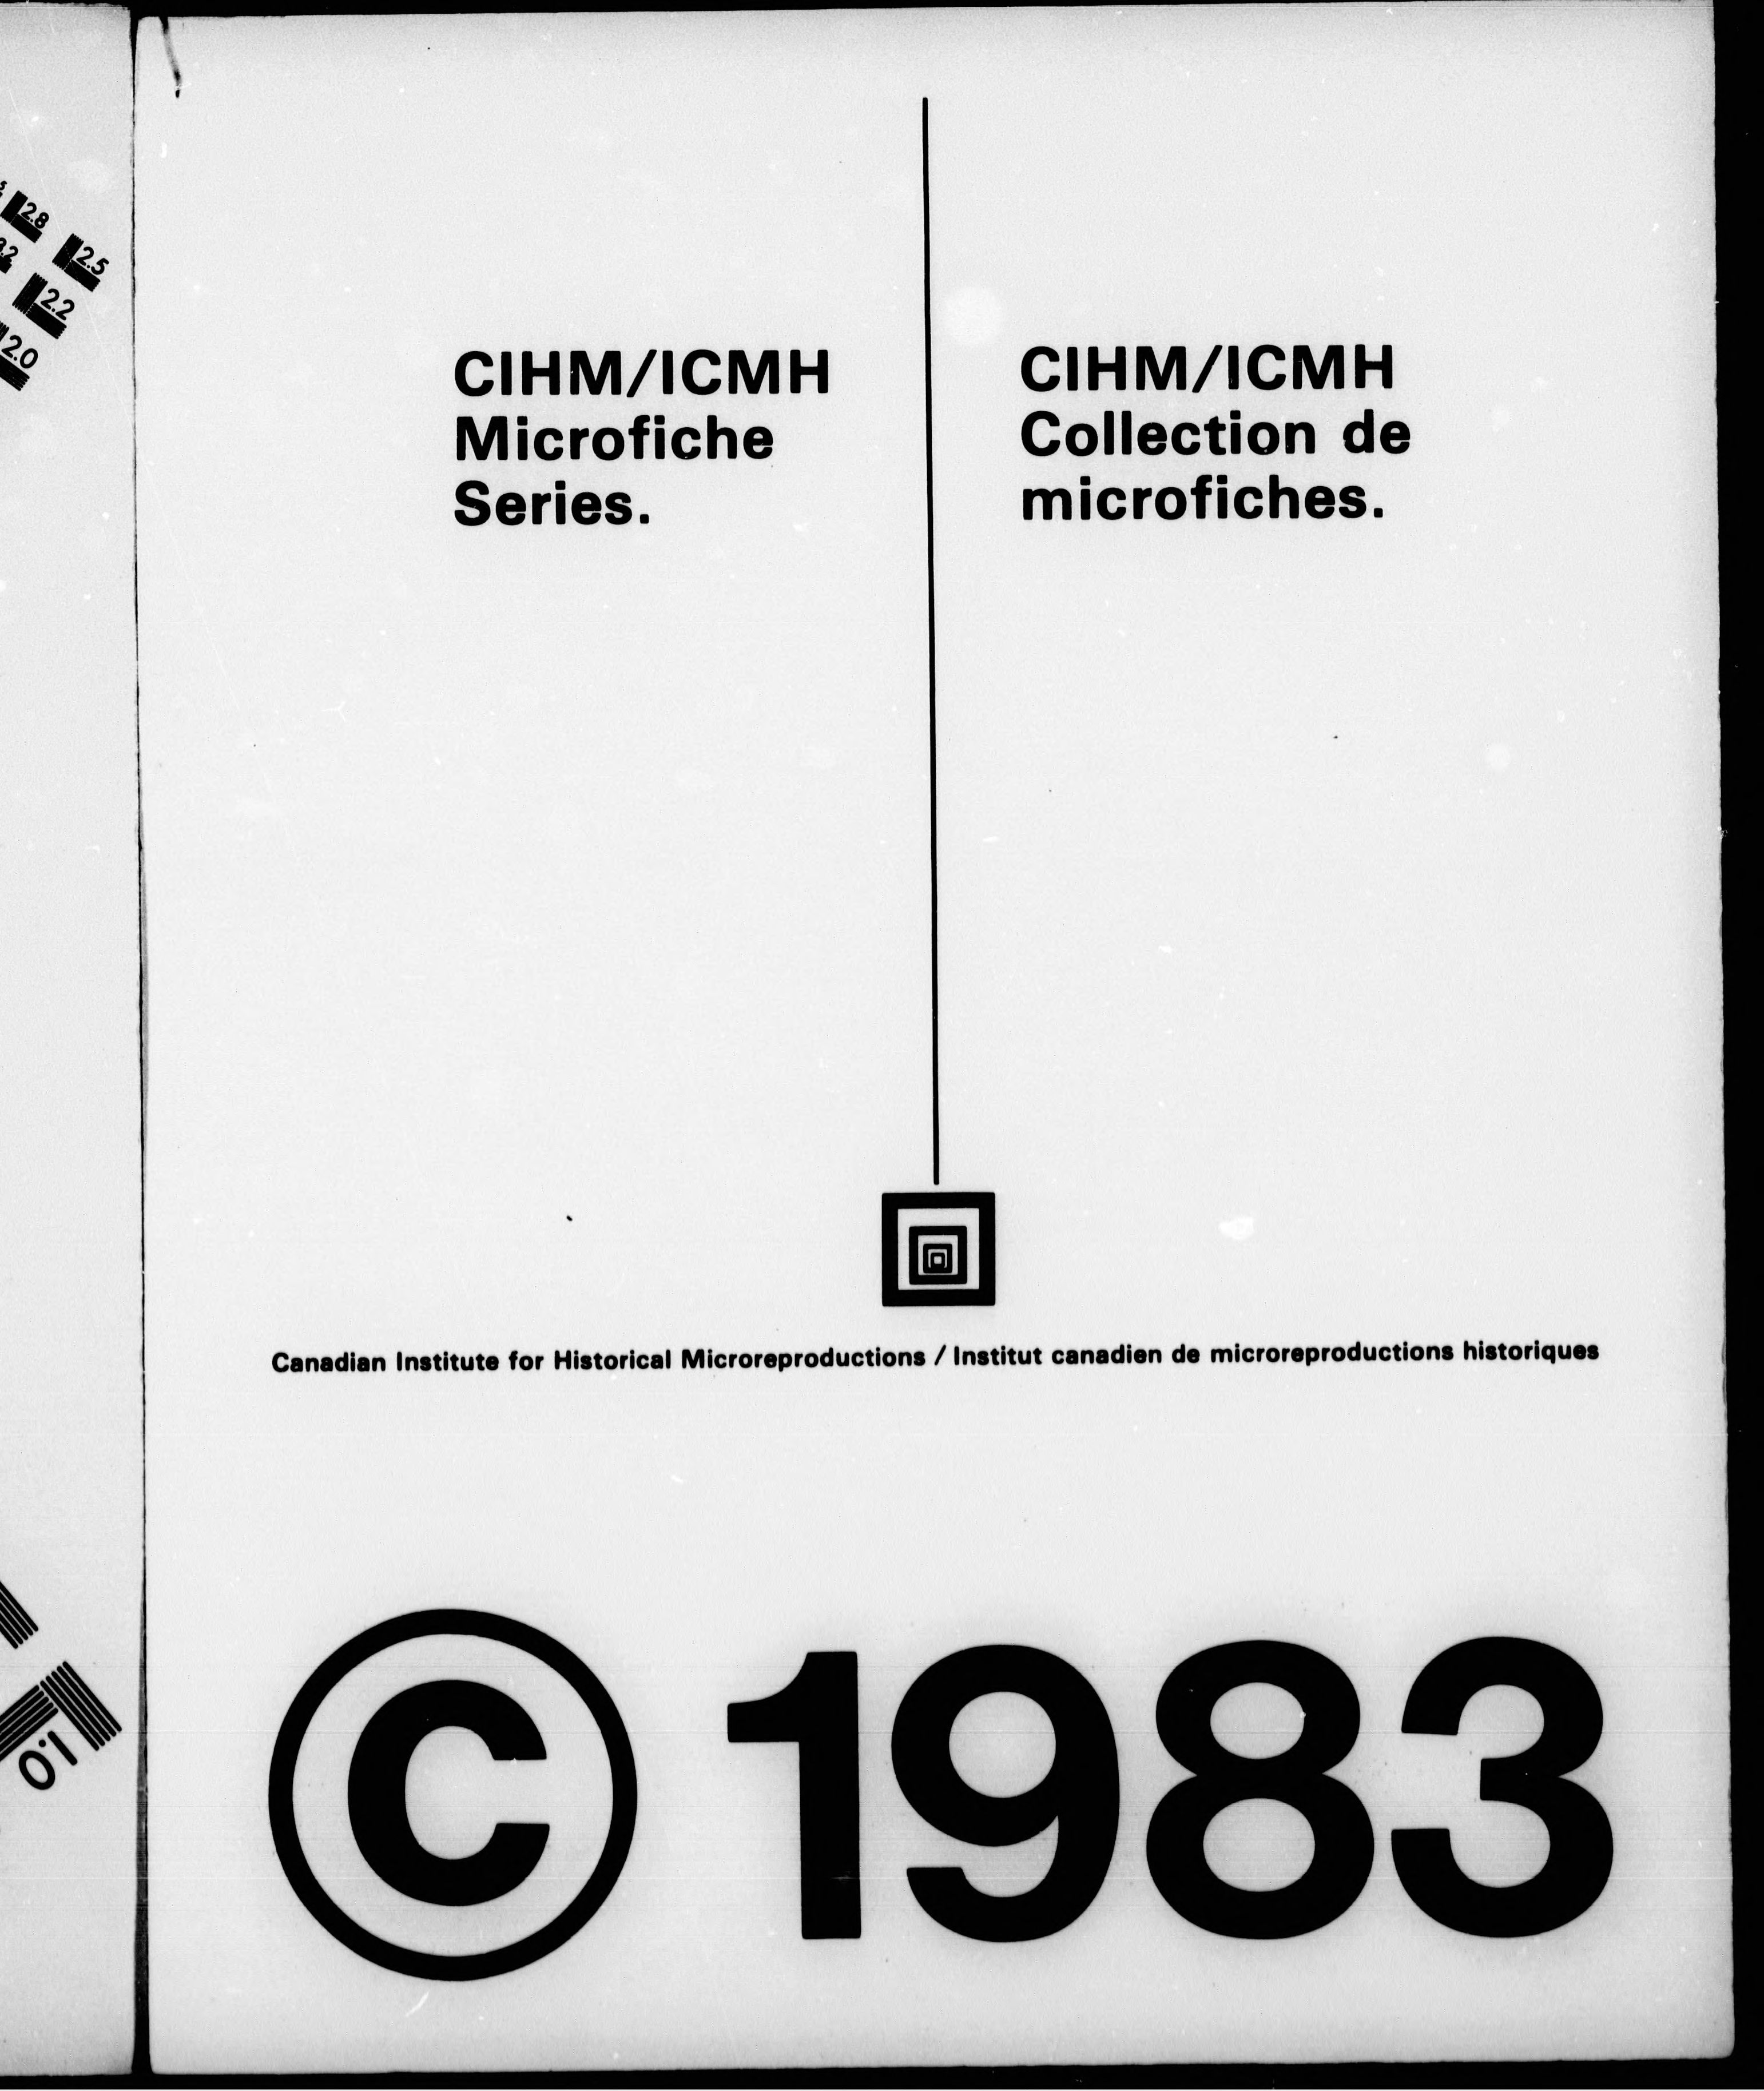 2.8
2.5
2.2
2.0
CIHM/ICMH
Microfiche
Series.
CIHM/ICMH
Collection de
microfiches.
Canadian Institute for Historical Microreproductions / Institut canadien de microreproductions historiques
1.0
© 1983